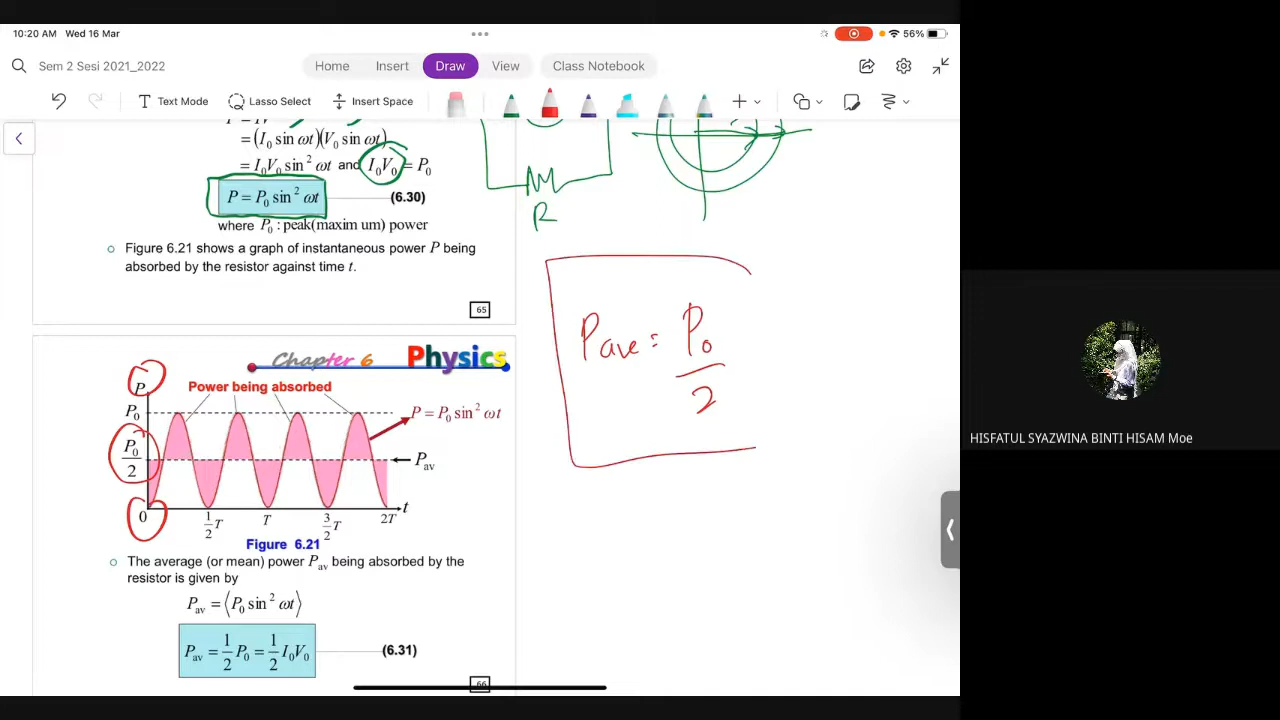 10:20 AM Wed 16 Mar
56%
Sem 2 Sesi 2021_2022
Home Insert Draw View Class Notebook
Text Mode Lasso Select Insert Space
= (I₀ sin ωt)(V₀ sin ωt)
= I₀V₀ sin² ωt and I₀V₀ = P₀
P = P₀ sin² ωt (6.30)
where P₀ : peak(maxim um) power
R
Figure 6.21 shows a graph of instantaneous power P being
absorbed by the resistor against time t.
65
Pave = P₀/2
Chapter 6 Physics
P
Power being absorbed
P₀
P = P₀ sin² ωt
P₀/2
Pav
0
1/2 T T 3/2 T 2T t
Figure 6.21
The average (or mean) power Pav being absorbed by the
resistor is given by
Pav = ⟨P₀ sin² ωt⟩
Pav = 1/2 P₀ = 1/2 I₀V₀ (6.31)
66
HISFATUL SYAZWINA BINTI HISAM Moe